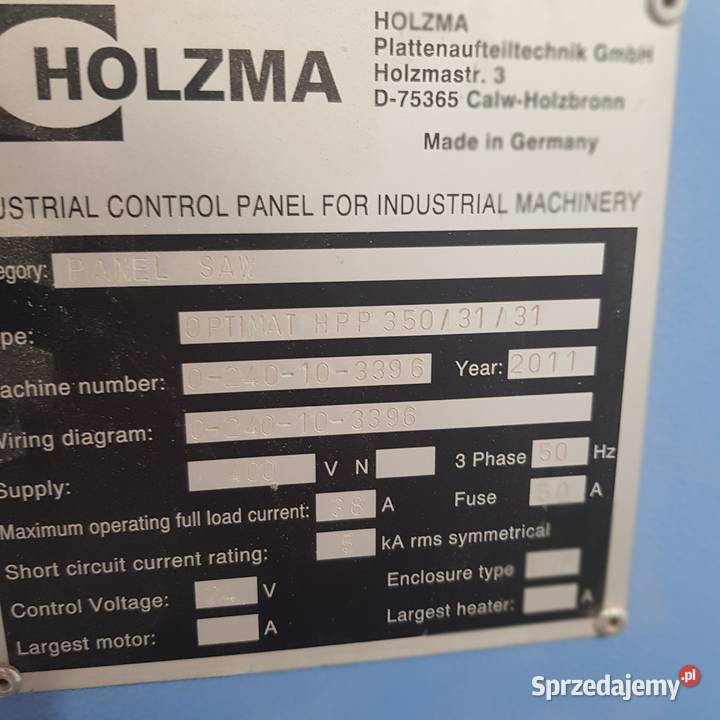 HOLZMA
HOLZMA
Plattenaufteiltechnik GmbH
Holzmastr. 3
D-75365 Calw-Holzbronn
Made in Germany
USTRIAL CONTROL PANEL FOR INDUSTRIAL MACHINERY
egory: PANEL SAW
pe: OPTIMAT HPP350/31/31
achine number: 0-240-10-3396 Year: 2011
Wiring diagram: 0-240-10-3396
Supply: 400 V N 3 Phase 50 Hz
Maximum operating full load current: A Fuse A
Short circuit current rating: 5 kA rms symmetrical
Control Voltage: 24 V Enclosure type
Largest motor: A Largest heater: A
Sprzedajemy.pl